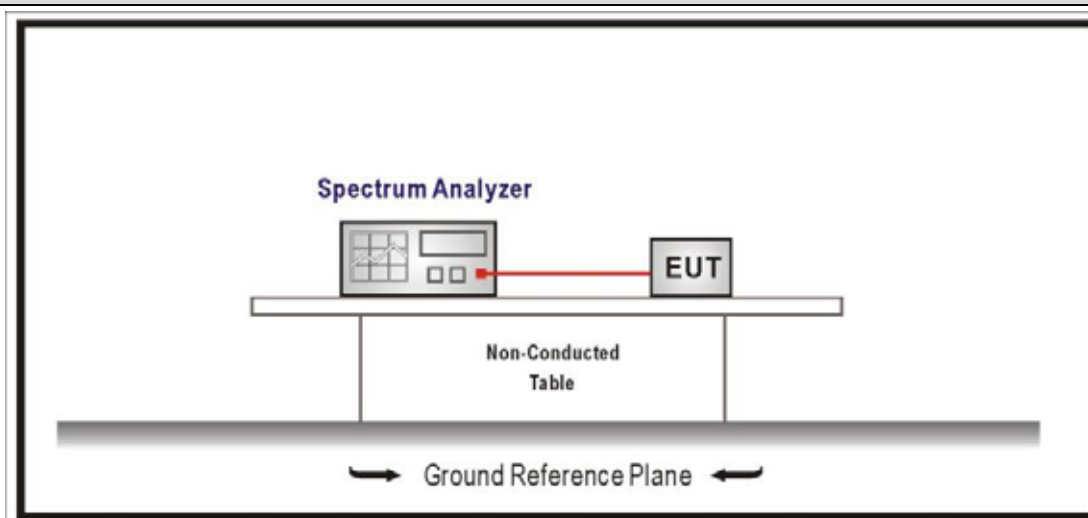 Spectrum Analyzer
EUT
Non-Conducted
Table
Ground Reference Plane